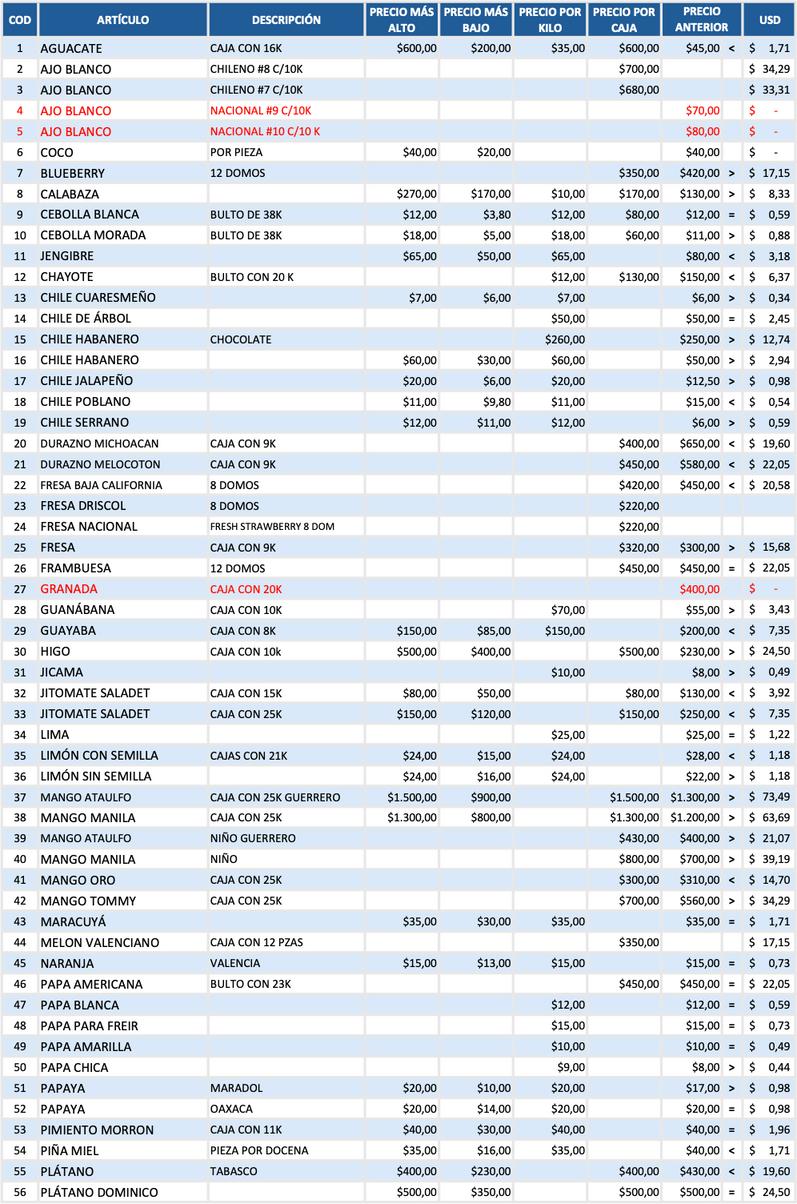 COD ARTÍCULO DESCRIPCIÓN PRECIO MÁS ALTO PRECIO MÁS BAJO PRECIO POR KILO PRECIO POR CAJA PRECIO ANTERIOR USD
1 AGUACATE CAJA CON 16K $600,00 $200,00 $35,00 $600,00 $45,00 < $ 1,71
2 AJO BLANCO CHILENO #8 C/10K $700,00 $ 34,29
3 AJO BLANCO CHILENO #7 C/10K $680,00 $ 33,31
4 AJO BLANCO NACIONAL #9 C/10K $70,00 $ -
5 AJO BLANCO NACIONAL #10 C/10 K $80,00 $ -
6 COCO POR PIEZA $40,00 $20,00 $40,00 $ -
7 BLUEBERRY 12 DOMOS $350,00 $420,00 > $ 17,15
8 CALABAZA $270,00 $170,00 $10,00 $170,00 $130,00 > $ 8,33
9 CEBOLLA BLANCA BULTO DE 38K $12,00 $3,80 $12,00 $80,00 $12,00 = $ 0,59
10 CEBOLLA MORADA BULTO DE 38K $18,00 $5,00 $18,00 $60,00 $11,00 > $ 0,88
11 JENGIBRE $65,00 $50,00 $65,00 $80,00 < $ 3,18
12 CHAYOTE BULTO CON 20 K $12,00 $130,00 $150,00 < $ 6,37
13 CHILE CUARESMEÑO $7,00 $6,00 $7,00 $6,00 > $ 0,34
14 CHILE DE ÁRBOL $50,00 $50,00 = $ 2,45
15 CHILE HABANERO CHOCOLATE $260,00 $250,00 > $ 12,74
16 CHILE HABANERO $60,00 $30,00 $60,00 $50,00 > $ 2,94
17 CHILE JALAPEÑO $20,00 $6,00 $20,00 $12,50 > $ 0,98
18 CHILE POBLANO $11,00 $9,80 $11,00 $15,00 < $ 0,54
19 CHILE SERRANO $12,00 $11,00 $12,00 $6,00 > $ 0,59
20 DURAZNO MICHOACAN CAJA CON 9K $400,00 $650,00 < $ 19,60
21 DURAZNO MELOCOTON CAJA CON 9K $450,00 $580,00 < $ 22,05
22 FRESA BAJA CALIFORNIA 8 DOMOS $420,00 $450,00 < $ 20,58
23 FRESA DRISCOL 8 DOMOS $220,00
24 FRESA NACIONAL FRESH STRAWBERRY 8 DOM $220,00
25 FRESA CAJA CON 9K $320,00 $300,00 > $ 15,68
26 FRAMBUESA 12 DOMOS $450,00 $450,00 = $ 22,05
27 GRANADA CAJA CON 20K $400,00 $ -
28 GUANÁBANA CAJA CON 10K $70,00 $55,00 > $ 3,43
29 GUAYABA CAJA CON 8K $150,00 $85,00 $150,00 $200,00 < $ 7,35
30 HIGO CAJA CON 10k $500,00 $400,00 $500,00 $230,00 > $ 24,50
31 JICAMA $10,00 $8,00 > $ 0,49
32 JITOMATE SALADET CAJA CON 15K $80,00 $50,00 $80,00 $130,00 < $ 3,92
33 JITOMATE SALADET CAJA CON 25K $150,00 $120,00 $150,00 $250,00 < $ 7,35
34 LIMA $25,00 $25,00 = $ 1,22
35 LIMÓN CON SEMILLA CAJAS CON 21K $24,00 $15,00 $24,00 $28,00 < $ 1,18
36 LIMÓN SIN SEMILLA $24,00 $16,00 $24,00 $22,00 > $ 1,18
37 MANGO ATAULFO CAJA CON 25K GUERRERO $1.500,00 $900,00 $1.500,00 $1.300,00 > $ 73,49
38 MANGO MANILA CAJA CON 25K $1.300,00 $800,00 $1.300,00 $1.200,00 > $ 63,69
39 MANGO ATAULFO NIÑO GUERRERO $430,00 $400,00 > $ 21,07
40 MANGO MANILA NIÑO $800,00 $700,00 > $ 39,19
41 MANGO ORO CAJA CON 25K $300,00 $310,00 < $ 14,70
42 MANGO TOMMY CAJA CON 25K $700,00 $560,00 > $ 34,29
43 MARACUYÁ $35,00 $30,00 $35,00 $35,00 = $ 1,71
44 MELON VALENCIANO CAJA CON 12 PZAS $350,00 $ 17,15
45 NARANJA VALENCIA $15,00 $13,00 $15,00 $15,00 = $ 0,73
46 PAPA AMERICANA BULTO CON 23K $450,00 $450,00 = $ 22,05
47 PAPA BLANCA $12,00 $12,00 = $ 0,59
48 PAPA PARA FREIR $15,00 $15,00 = $ 0,73
49 PAPA AMARILLA $10,00 $10,00 = $ 0,49
50 PAPA CHICA $9,00 $8,00 > $ 0,44
51 PAPAYA MARADOL $20,00 $10,00 $20,00 $17,00 > $ 0,98
52 PAPAYA OAXACA $20,00 $14,00 $20,00 $20,00 = $ 0,98
53 PIMIENTO MORRON CAJA CON 11K $40,00 $30,00 $40,00 $40,00 = $ 1,96
54 PIÑA MIEL PIEZA POR DOCENA $35,00 $16,00 $35,00 $40,00 < $ 1,71
55 PLÁTANO TABASCO $400,00 $230,00 $400,00 $430,00 < $ 19,60
56 PLÁTANO DOMINICO $500,00 $350,00 $500,00 $500,00 = $ 24,50